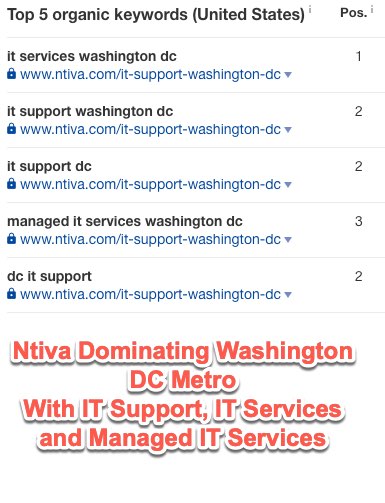 Top 5 organic keywords (United States) i Pos. i
it services washington dc 1
www.ntiva.com/it-support-washington-dc
it support washington dc 2
www.ntiva.com/it-support-washington-dc
it support dc 2
www.ntiva.com/it-support-washington-dc
managed it services washington dc 3
www.ntiva.com/it-support-washington-dc
dc it support 2
www.ntiva.com/it-support-washington-dc
Ntiva Dominating Washington
DC Metro
With IT Support, IT Services
and Managed IT Services